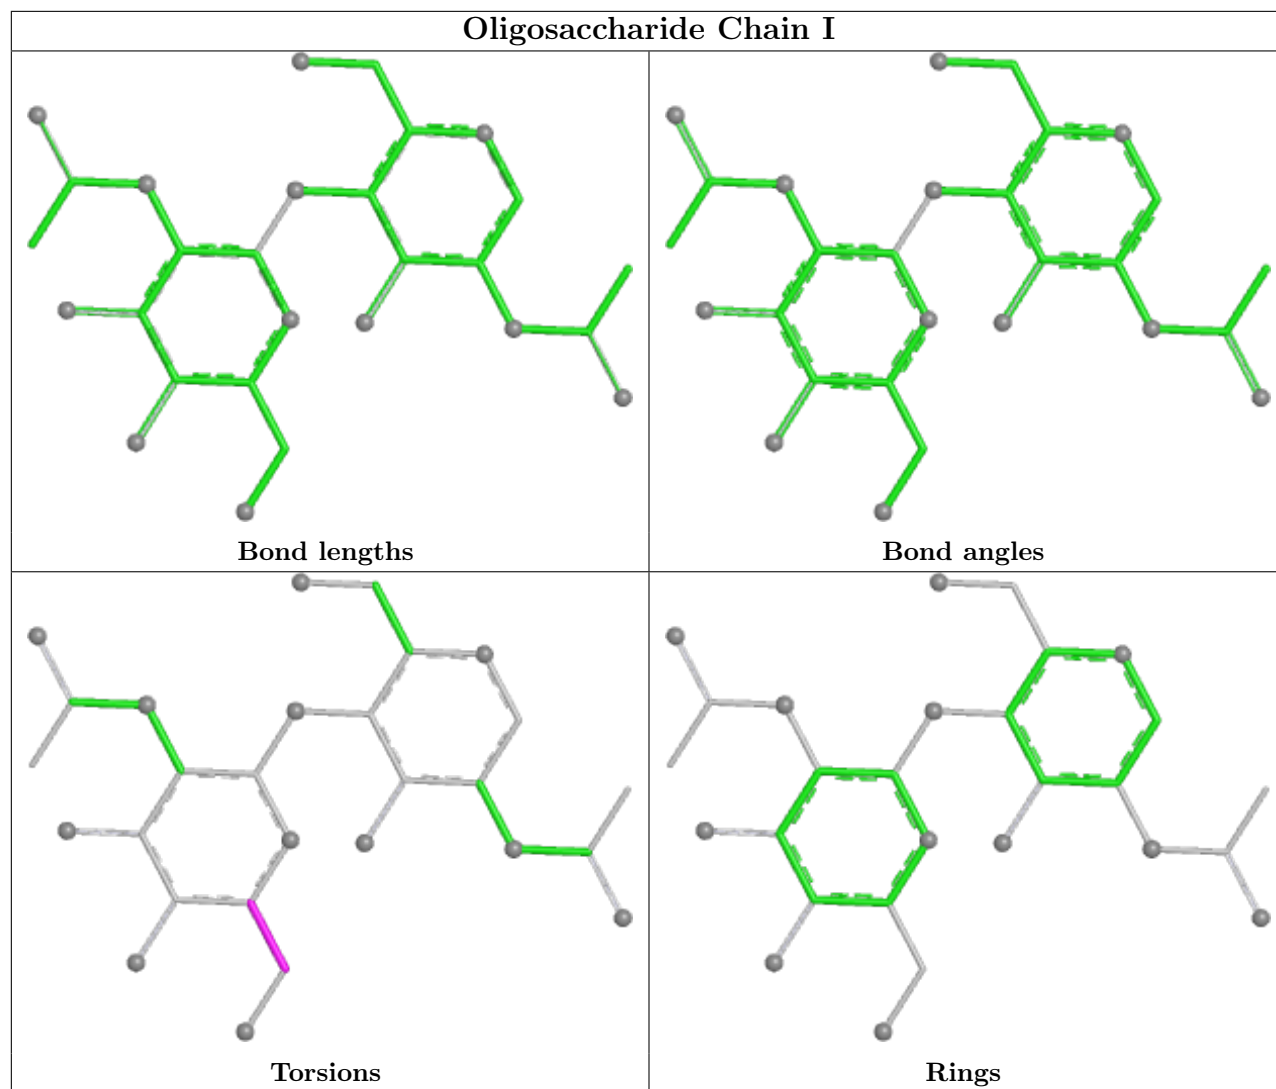 Oligosaccharide Chain I
Bond lengths
Bond angles
Torsions
Rings